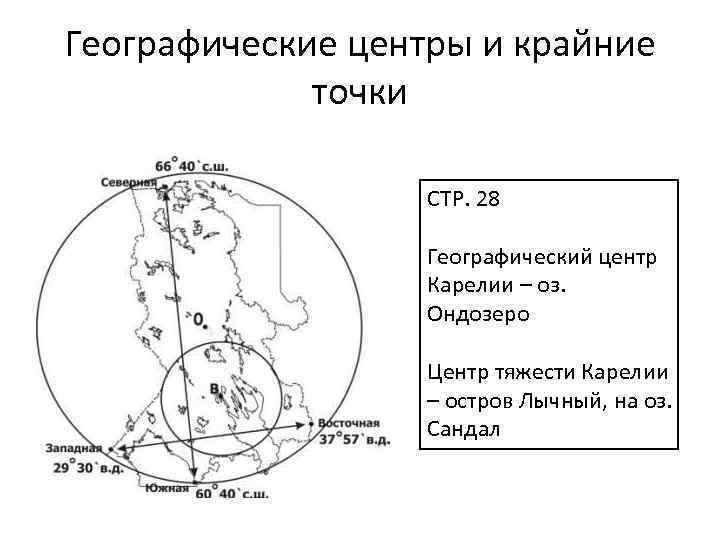 Географические центры и крайние
точки
66°40`с.ш.
Северная
О
В
Восточная
37°57`в.д.
Западная
29°30`в.д.
Южная
60°40`с.ш.
СТР. 28
Географический центр
Карелии – оз.
Ондозеро
Центр тяжести Карелии
– остров Лычный, на оз.
Сандал